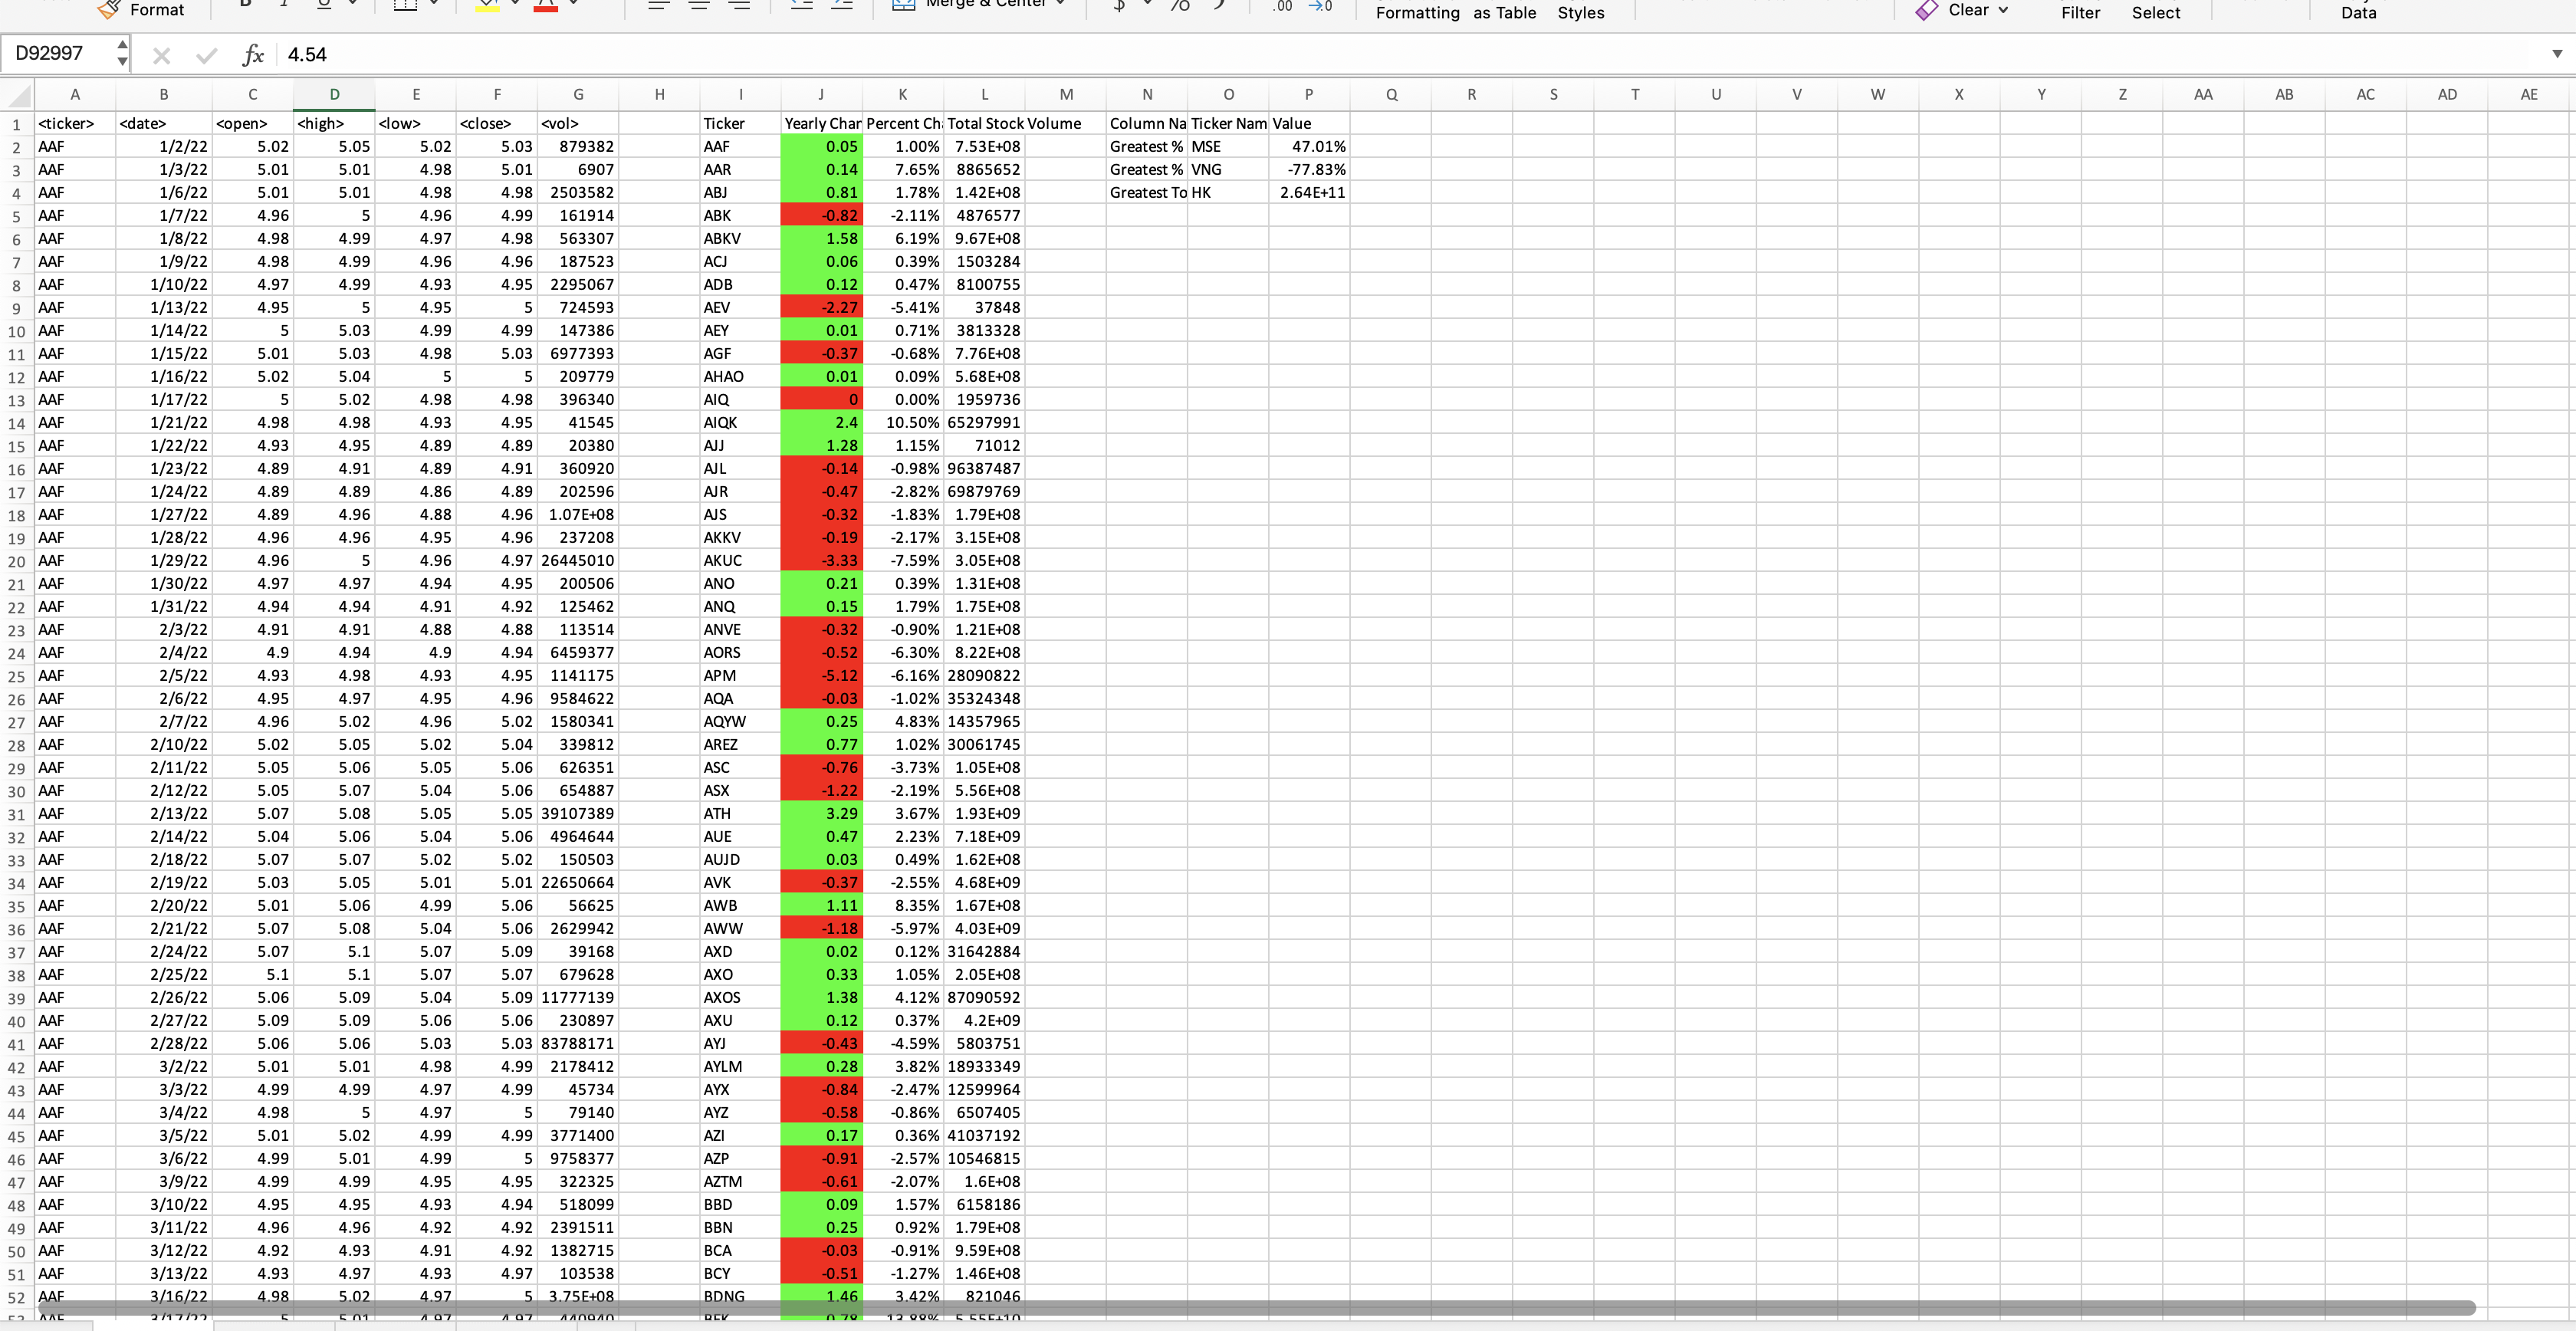 Format B I U Merge & Center $ % .00 .0 Formatting as Table Styles Clear Filter Select Data
D92997 fx 4.54
A B C D E F G H I J K L M N O P Q R S T U V W X Y Z AA AB AC AD AE
1 <ticker> <date> <open> <high> <low> <close> <vol> Ticker Yearly Char Percent Ch Total Stock Volume Column Na Ticker Nam Value
2 AAF 1/2/22 5.02 5.05 5.02 5.03 879382 AAF 0.05 1.00% 7.53E+08 Greatest % MSE 47.01%
3 AAF 1/3/22 5.01 5.01 4.98 5.01 6907 AAR 0.14 7.65% 8865652 Greatest % VNG -77.83%
4 AAF 1/6/22 5.01 5.01 4.98 4.98 2503582 ABJ 0.81 1.78% 1.42E+08 Greatest To HK 2.64E+11
5 AAF 1/7/22 4.96 5 4.96 4.99 161914 ABK -0.82 -2.11% 4876577
6 AAF 1/8/22 4.98 4.99 4.97 4.98 563307 ABKV 1.58 6.19% 9.67E+08
7 AAF 1/9/22 4.98 4.99 4.96 4.96 187523 ACJ 0.06 0.39% 1503284
8 AAF 1/10/22 4.97 4.99 4.93 4.95 2295067 ADB 0.12 0.47% 8100755
9 AAF 1/13/22 4.95 5 4.95 5 724593 AEV -2.27 -5.41% 37848
10 AAF 1/14/22 5 5.03 4.99 4.99 147386 AEY 0.01 0.71% 3813328
11 AAF 1/15/22 5.01 5.03 4.98 5.03 6977393 AGF -0.37 -0.68% 7.76E+08
12 AAF 1/16/22 5.02 5.04 5 5 209779 AHAO 0.01 0.09% 5.68E+08
13 AAF 1/17/22 5 5.02 4.98 4.98 396340 AIQ 0 0.00% 1959736
14 AAF 1/21/22 4.98 4.98 4.93 4.95 41545 AIQK 2.4 10.50% 65297991
15 AAF 1/22/22 4.93 4.95 4.89 4.89 20380 AJJ 1.28 1.15% 71012
16 AAF 1/23/22 4.89 4.91 4.89 4.91 360920 AJL -0.14 -0.98% 96387487
17 AAF 1/24/22 4.89 4.89 4.86 4.89 202596 AJR -0.47 -2.82% 69879769
18 AAF 1/27/22 4.89 4.96 4.88 4.96 1.07E+08 AJS -0.32 -1.83% 1.79E+08
19 AAF 1/28/22 4.96 4.96 4.95 4.96 237208 AKKV -0.19 -2.17% 3.15E+08
20 AAF 1/29/22 4.96 5 4.96 4.97 26445010 AKUC -3.33 -7.59% 3.05E+08
21 AAF 1/30/22 4.97 4.97 4.94 4.95 200506 ANO 0.21 0.39% 1.31E+08
22 AAF 1/31/22 4.94 4.94 4.91 4.92 125462 ANQ 0.15 1.79% 1.75E+08
23 AAF 2/3/22 4.91 4.91 4.88 4.88 113514 ANVE -0.32 -0.90% 1.21E+08
24 AAF 2/4/22 4.9 4.94 4.9 4.94 6459377 AORS -0.52 -6.30% 8.22E+08
25 AAF 2/5/22 4.93 4.98 4.93 4.95 1141175 APM -5.12 -6.16% 28090822
26 AAF 2/6/22 4.95 4.97 4.95 4.96 9584622 AQA -0.03 -1.02% 35324348
27 AAF 2/7/22 4.96 5.02 4.96 5.02 1580341 AQYW 0.25 4.83% 14357965
28 AAF 2/10/22 5.02 5.05 5.02 5.04 339812 AREZ 0.77 1.02% 30061745
29 AAF 2/11/22 5.05 5.06 5.05 5.06 626351 ASC -0.76 -3.73% 1.05E+08
30 AAF 2/12/22 5.05 5.07 5.04 5.06 654887 ASX -1.22 -2.19% 5.56E+08
31 AAF 2/13/22 5.07 5.08 5.05 5.05 39107389 ATH 3.29 3.67% 1.93E+09
32 AAF 2/14/22 5.04 5.06 5.04 5.06 4964644 AUE 0.47 2.23% 7.18E+09
33 AAF 2/18/22 5.07 5.07 5.02 5.02 150503 AUJD 0.03 0.49% 1.62E+08
34 AAF 2/19/22 5.03 5.05 5.01 5.01 22650664 AVK -0.37 -2.55% 4.68E+09
35 AAF 2/20/22 5.01 5.06 4.99 5.06 56625 AWB 1.11 8.35% 1.67E+08
36 AAF 2/21/22 5.07 5.08 5.04 5.06 2629942 AWW -1.18 -5.97% 4.03E+09
37 AAF 2/24/22 5.07 5.1 5.07 5.09 39168 AXD 0.02 0.12% 31642884
38 AAF 2/25/22 5.1 5.1 5.07 5.07 679628 AXO 0.33 1.05% 2.05E+08
39 AAF 2/26/22 5.06 5.09 5.04 5.09 11777139 AXOS 1.38 4.12% 87090592
40 AAF 2/27/22 5.09 5.09 5.06 5.06 230897 AXU 0.12 0.37% 4.2E+09
41 AAF 2/28/22 5.06 5.06 5.03 5.03 83788171 AYJ -0.43 -4.59% 5803751
42 AAF 3/2/22 5.01 5.01 4.98 4.99 2178412 AYLM 0.28 3.82% 18933349
43 AAF 3/3/22 4.99 4.99 4.97 4.99 45734 AYX -0.84 -2.47% 12599964
44 AAF 3/4/22 4.98 5 4.97 5 79140 AYZ -0.58 -0.86% 6507405
45 AAF 3/5/22 5.01 5.02 4.99 4.99 3771400 AZI 0.17 0.36% 41037192
46 AAF 3/6/22 4.99 5.01 4.99 5 9758377 AZP -0.91 -2.57% 10546815
47 AAF 3/9/22 4.99 4.99 4.95 4.95 322325 AZTM -0.61 -2.07% 1.6E+08
48 AAF 3/10/22 4.95 4.95 4.93 4.94 518099 BBD 0.09 1.57% 6158186
49 AAF 3/11/22 4.96 4.96 4.92 4.92 2391511 BBN 0.25 0.92% 1.79E+08
50 AAF 3/12/22 4.92 4.93 4.91 4.92 1382715 BCA -0.03 -0.91% 9.59E+08
51 AAF 3/13/22 4.93 4.97 4.93 4.97 103538 BCY -0.51 -1.27% 1.46E+08
52 AAF 3/16/22 4.98 5.02 4.97 5 3.75E+08 BDNG 1.46 3.42% 821046